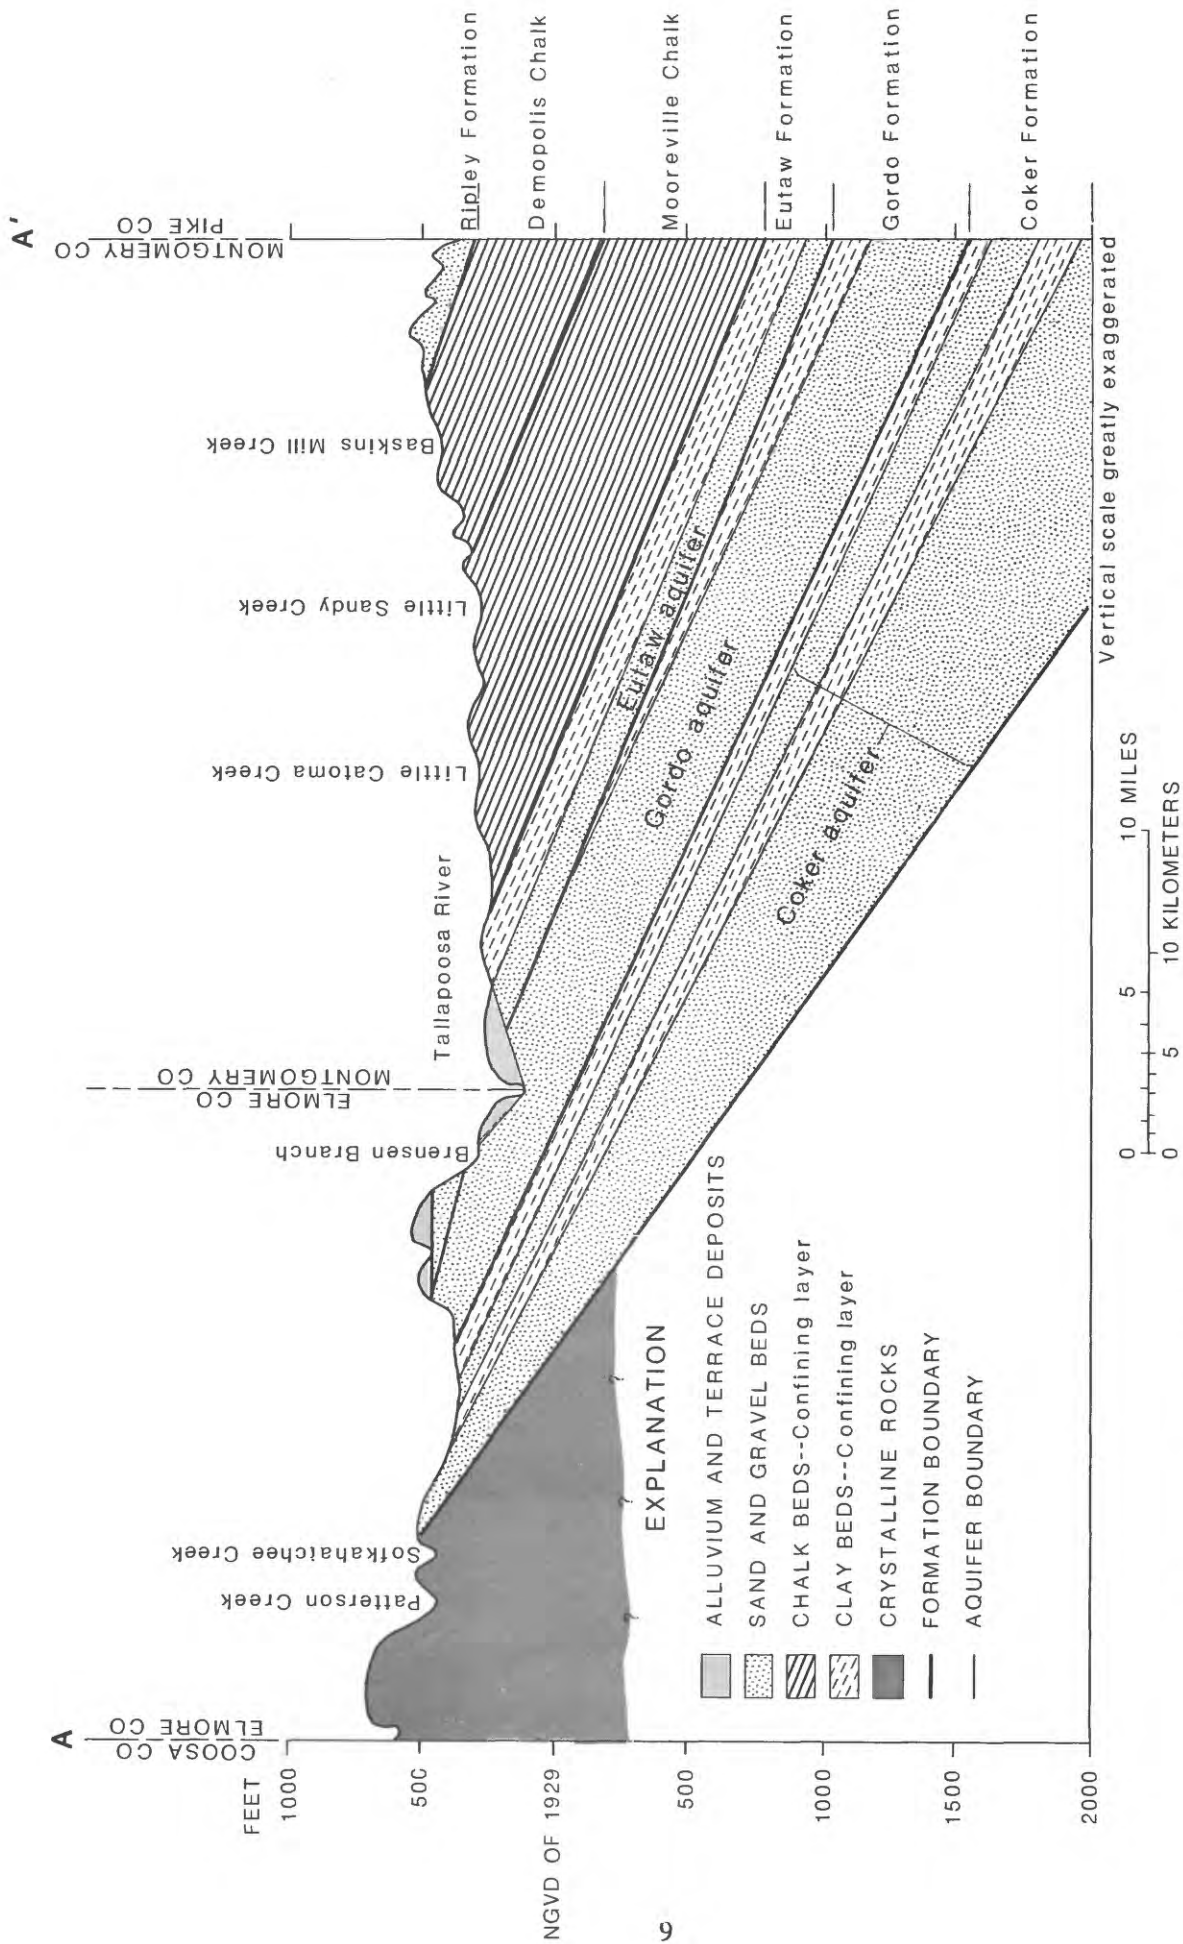 A
A'
COOSA CO
ELMORE CO
ELMORE CO
MONTGOMERY CO
MONTGOMERY CO
PIKE CO
Patterson Creek
Sofkahatchee Creek
Brensen Branch
Tallapoosa River
Little Catoma Creek
Little Sandy Creek
Baskins Mill Creek
FEET
1000
500
NGVD OF 1929
500
1000
1500
2000
Ripley Formation
Demopolis Chalk
Mooreville Chalk
Eutaw Formation
Gordo Formation
Coker Formation
Eutaw aquifer
Gordo aquifer
Coker aquifer
? ? ?
EXPLANATION
ALLUVIUM AND TERRACE DEPOSITS
SAND AND GRAVEL BEDS
CHALK BEDS--Confining layer
CLAY BEDS--Confining layer
CRYSTALLINE ROCKS
FORMATION BOUNDARY
AQUIFER BOUNDARY
0 5 10 MILES
0 5 10 KILOMETERS
Vertical scale greatly exaggerated
9